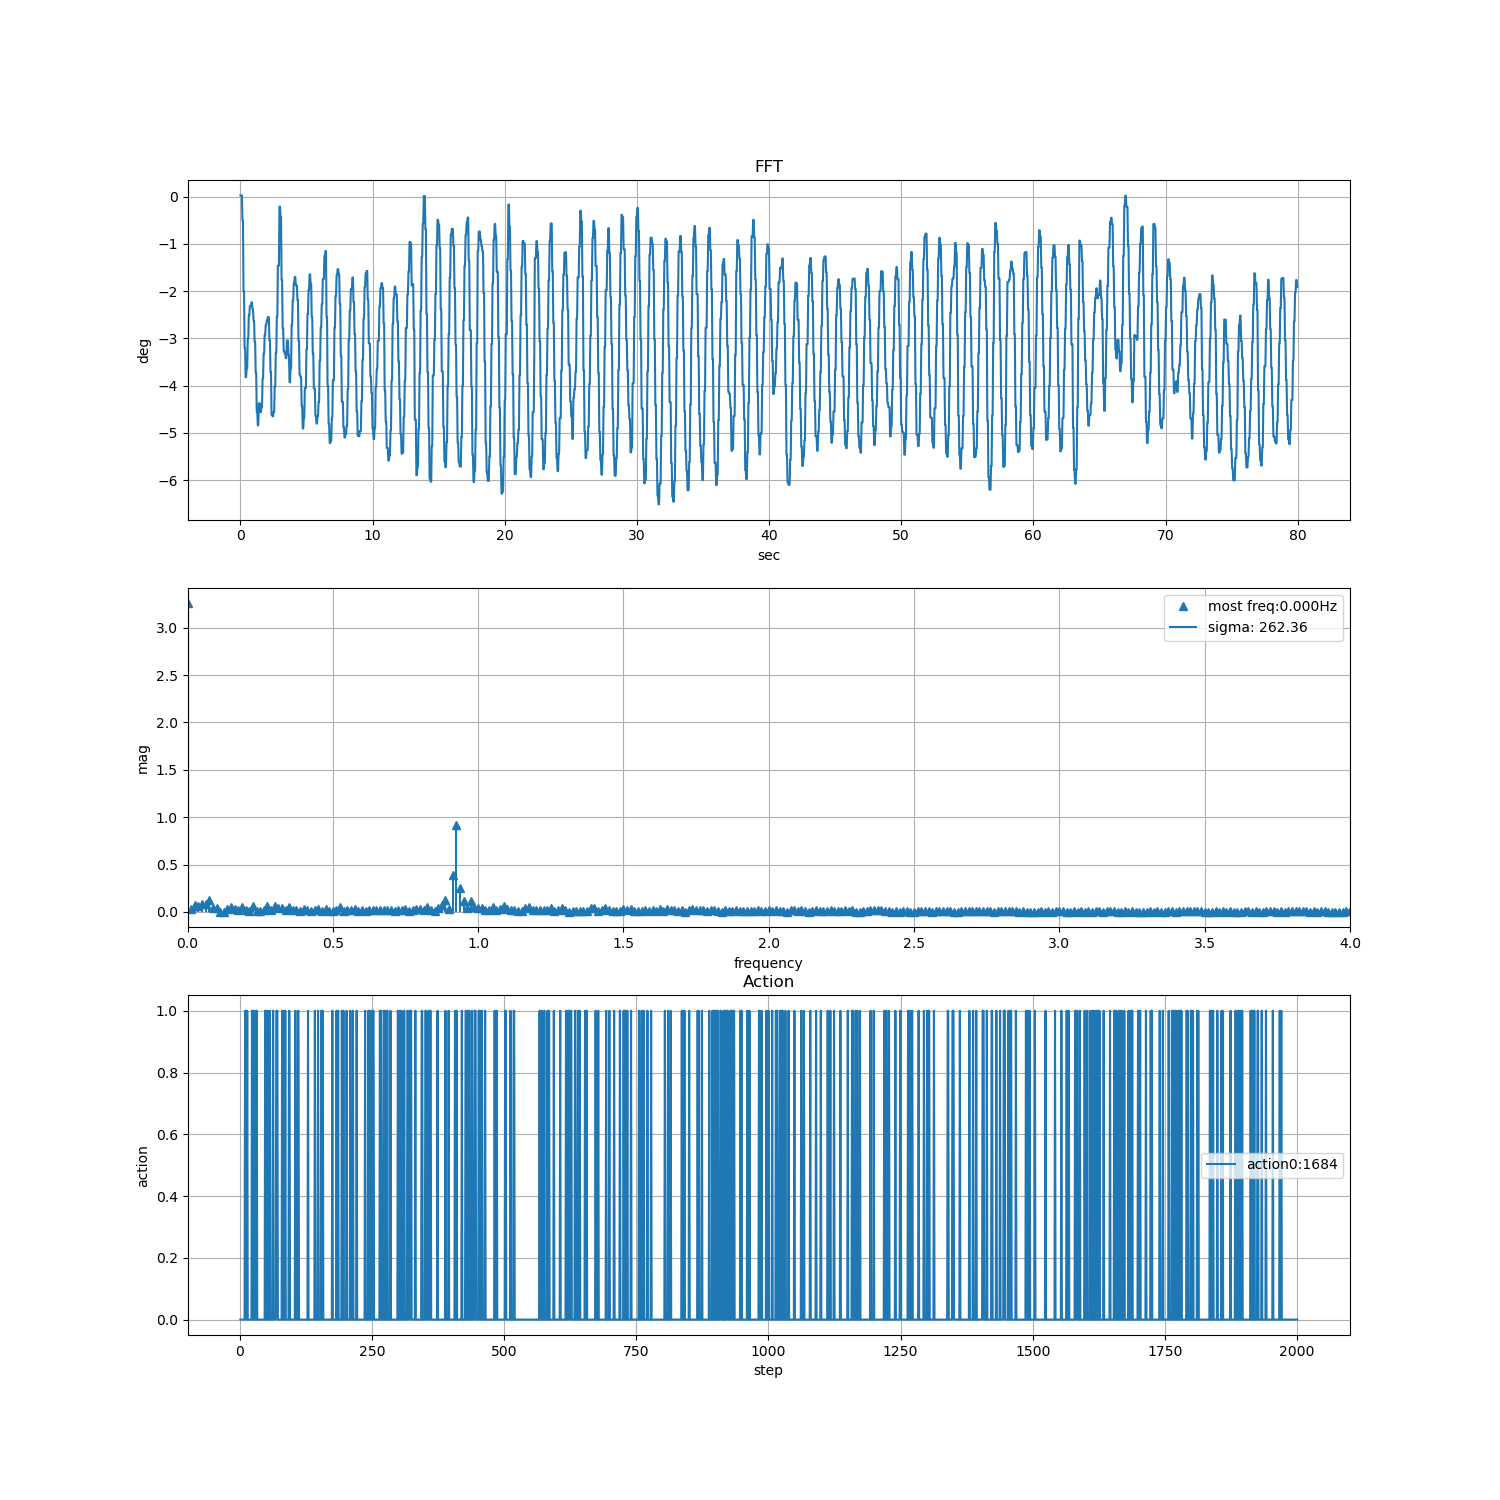 FFT
0
−1
−2
−3
−4
−5
−6
deg
0 10 20 30 40 50 60 70 80
sec
3.0
2.5
2.0
1.5
1.0
0.5
0.0
mag
most freq:0.000Hz
sigma: 262.36
0.0 0.5 1.0 1.5 2.0 2.5 3.0 3.5 4.0
frequency
Action
1.0
0.8
0.6
0.4
0.2
0.0
action
action0:1684
0 250 500 750 1000 1250 1500 1750 2000
step